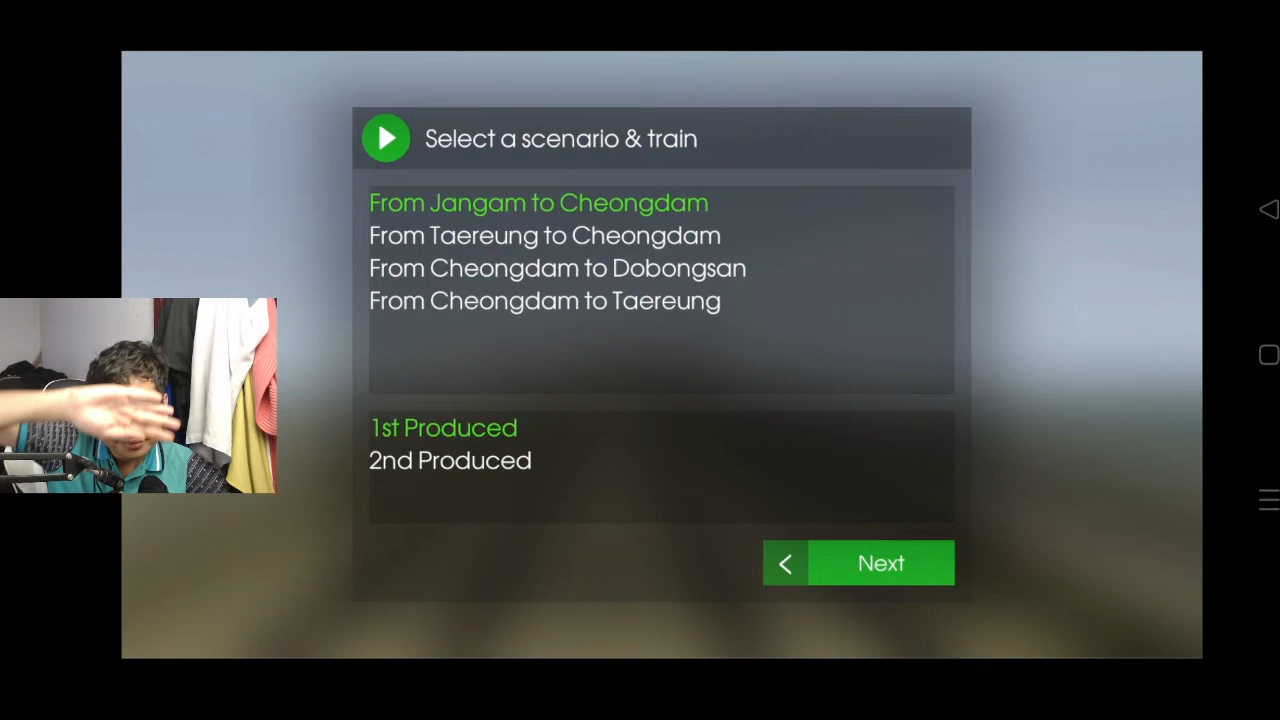 Select a scenario & train
From Jangam to Cheongdam
From Taereung to Cheongdam
From Cheongdam to Dobongsan
From Cheongdam to Taereung
1st Produced
2nd Produced
Next